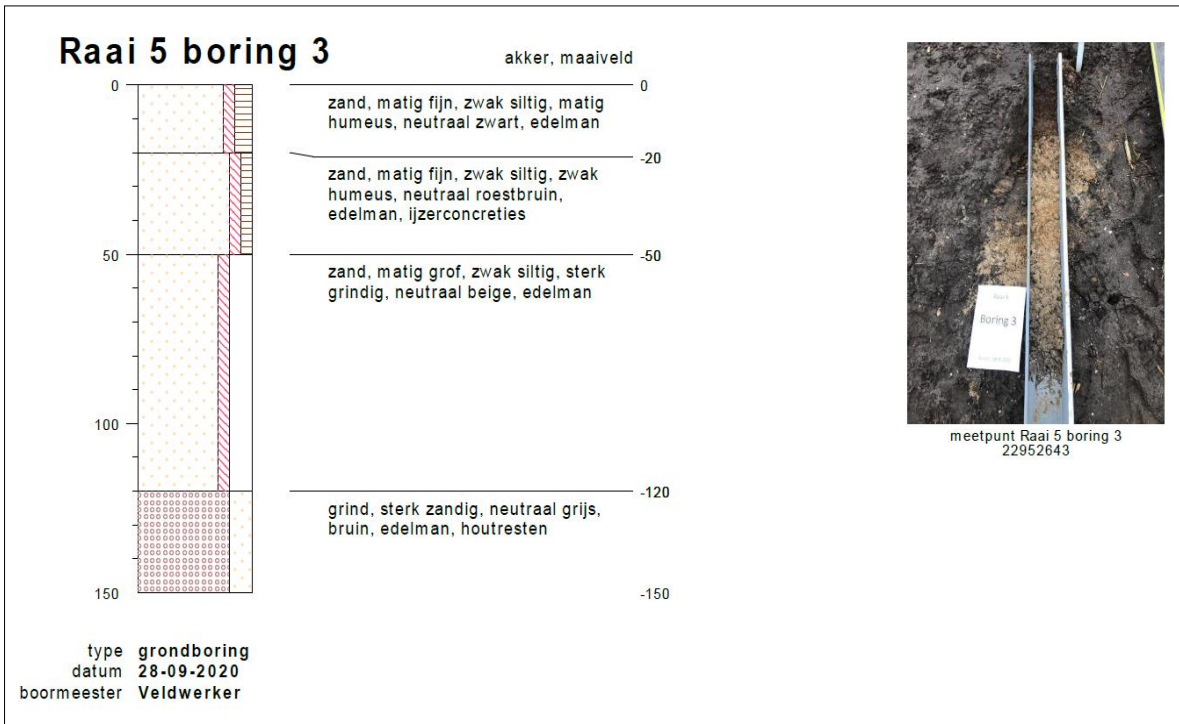 Raai 5 boring 3
akker, maaiveld
0
50
100
150
0
zand, matig fijn, zwak siltig, matig
humeus, neutraal zwart, edelman
-20
zand, matig fijn, zwak siltig, zwak
humeus, neutraal roestbruin,
edelman, ijzerconcreties
-50
zand, matig grof, zwak siltig, sterk
grindig, neutraal beige, edelman
-120
grind, sterk zandig, neutraal grijs,
bruin, edelman, houtresten
-150
Boring 3
meetpunt Raai 5 boring 3
22952643
type grondboring
datum 28-09-2020
boormeester Veldwerker